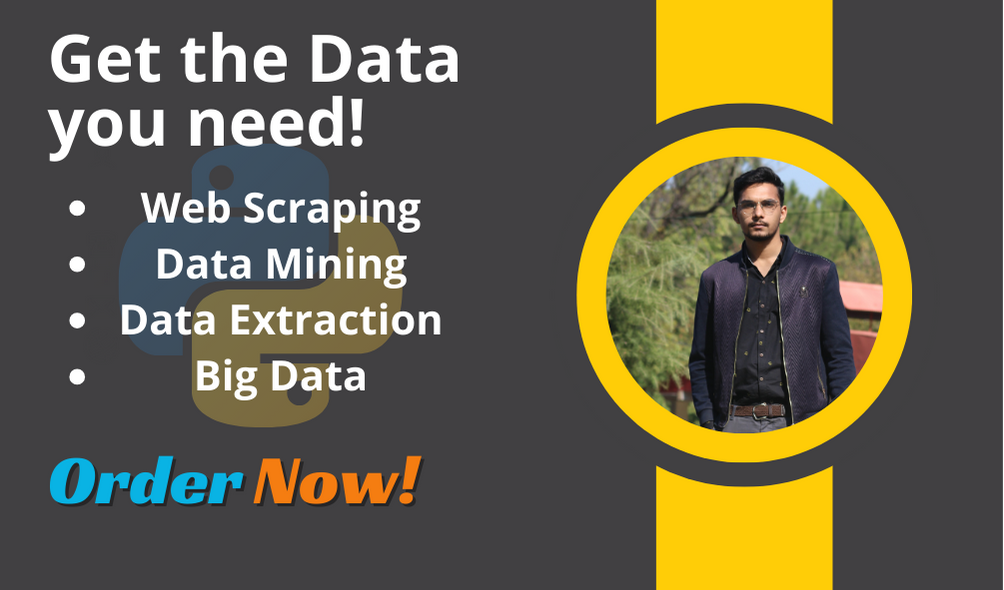 Get the Data
you need!
Web Scraping
Data Mining
Data Extraction
Big Data
Order Now!